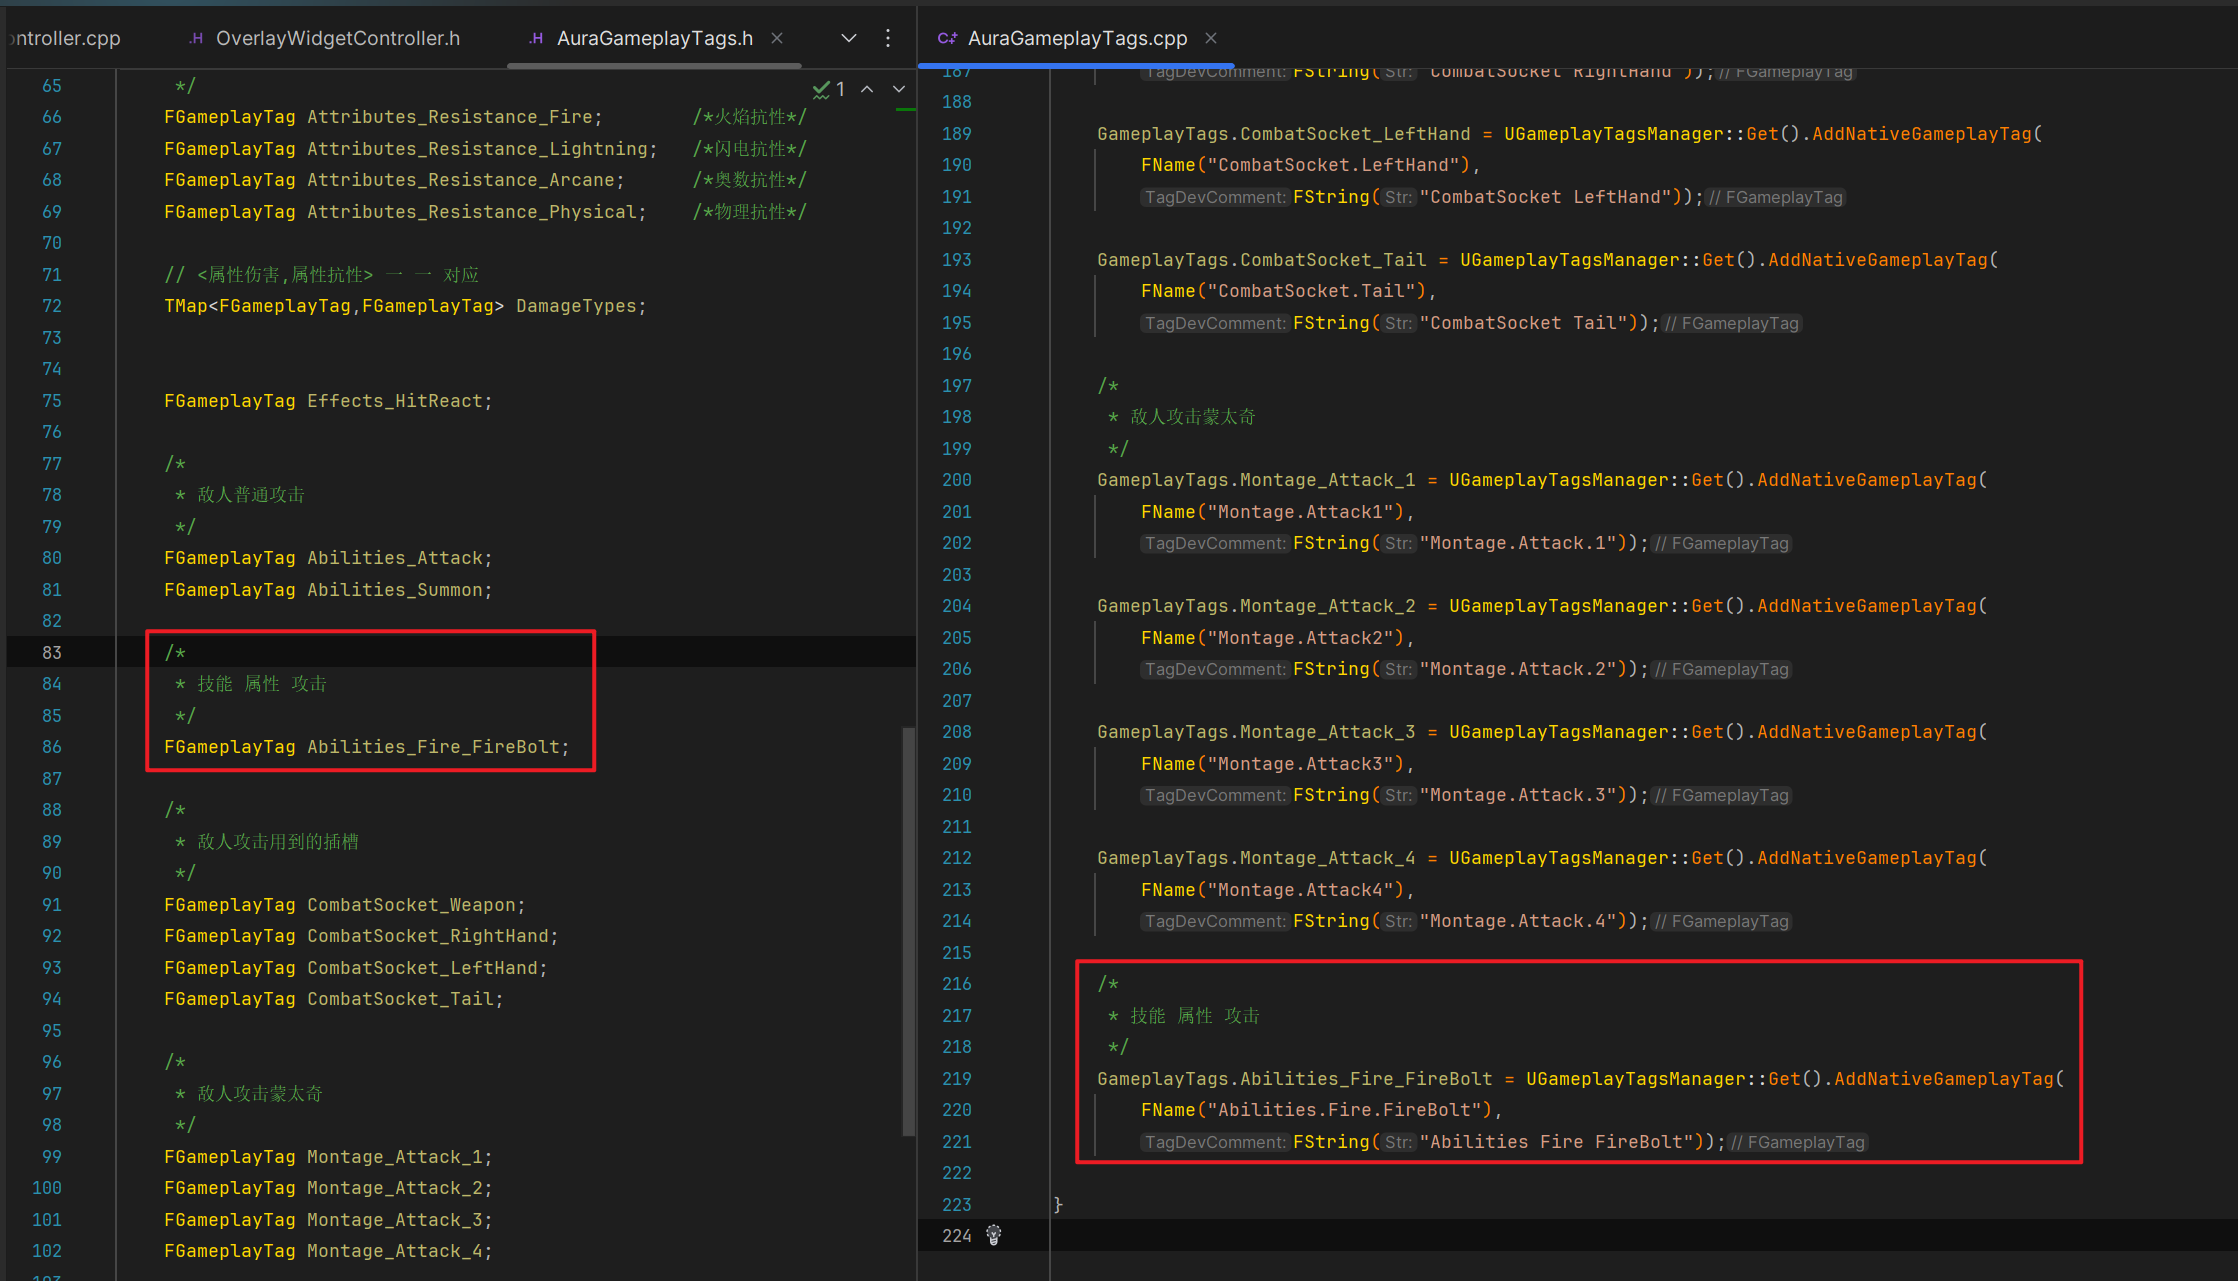 ontroller.cpp
.H OverlayWidgetController.h
.H AuraGameplayTags.h
1
65 */
66 FGameplayTag Attributes_Resistance_Fire; /*火焰抗性*/
67 FGameplayTag Attributes_Resistance_Lightning; /*闪电抗性*/
68 FGameplayTag Attributes_Resistance_Arcane; /*奥数抗性*/
69 FGameplayTag Attributes_Resistance_Physical; /*物理抗性*/
70
71 // <属性伤害,属性抗性> 一 一 对应
72 TMap<FGameplayTag,FGameplayTag> DamageTypes;
73
74
75 FGameplayTag Effects_HitReact;
76
77 /*
78 * 敌人普通攻击
79 */
80 FGameplayTag Abilities_Attack;
81 FGameplayTag Abilities_Summon;
82
83 /*
84 * 技能 属性 攻击
85 */
86 FGameplayTag Abilities_Fire_FireBolt;
87
88 /*
89 * 敌人攻击用到的插槽
90 */
91 FGameplayTag CombatSocket_Weapon;
92 FGameplayTag CombatSocket_RightHand;
93 FGameplayTag CombatSocket_LeftHand;
94 FGameplayTag CombatSocket_Tail;
95
96 /*
97 * 敌人攻击蒙太奇
98 */
99 FGameplayTag Montage_Attack_1;
100 FGameplayTag Montage_Attack_2;
101 FGameplayTag Montage_Attack_3;
102 FGameplayTag Montage_Attack_4;
103
C++ AuraGameplayTags.cpp
187 TagDevComment: FString( Str: "CombatSocket RightHand")); // FGameplayTag
188
189 GameplayTags.CombatSocket_LeftHand = UGameplayTagsManager::Get().AddNativeGameplayTag(
190 FName("CombatSocket.LeftHand"),
191 TagDevComment: FString( Str: "CombatSocket LeftHand")); // FGameplayTag
192
193 GameplayTags.CombatSocket_Tail = UGameplayTagsManager::Get().AddNativeGameplayTag(
194 FName("CombatSocket.Tail"),
195 TagDevComment: FString( Str: "CombatSocket Tail")); // FGameplayTag
196
197 /*
198 * 敌人攻击蒙太奇
199 */
200 GameplayTags.Montage_Attack_1 = UGameplayTagsManager::Get().AddNativeGameplayTag(
201 FName("Montage.Attack1"),
202 TagDevComment: FString( Str: "Montage.Attack.1")); // FGameplayTag
203
204 GameplayTags.Montage_Attack_2 = UGameplayTagsManager::Get().AddNativeGameplayTag(
205 FName("Montage.Attack2"),
206 TagDevComment: FString( Str: "Montage.Attack.2")); // FGameplayTag
207
208 GameplayTags.Montage_Attack_3 = UGameplayTagsManager::Get().AddNativeGameplayTag(
209 FName("Montage.Attack3"),
210 TagDevComment: FString( Str: "Montage.Attack.3")); // FGameplayTag
211
212 GameplayTags.Montage_Attack_4 = UGameplayTagsManager::Get().AddNativeGameplayTag(
213 FName("Montage.Attack4"),
214 TagDevComment: FString( Str: "Montage.Attack.4")); // FGameplayTag
215
216 /*
217 * 技能 属性 攻击
218 */
219 GameplayTags.Abilities_Fire_FireBolt = UGameplayTagsManager::Get().AddNativeGameplayTag(
220 FName("Abilities.Fire.FireBolt"),
221 TagDevComment: FString( Str: "Abilities Fire FireBolt")); // FGameplayTag
222
223 }
224